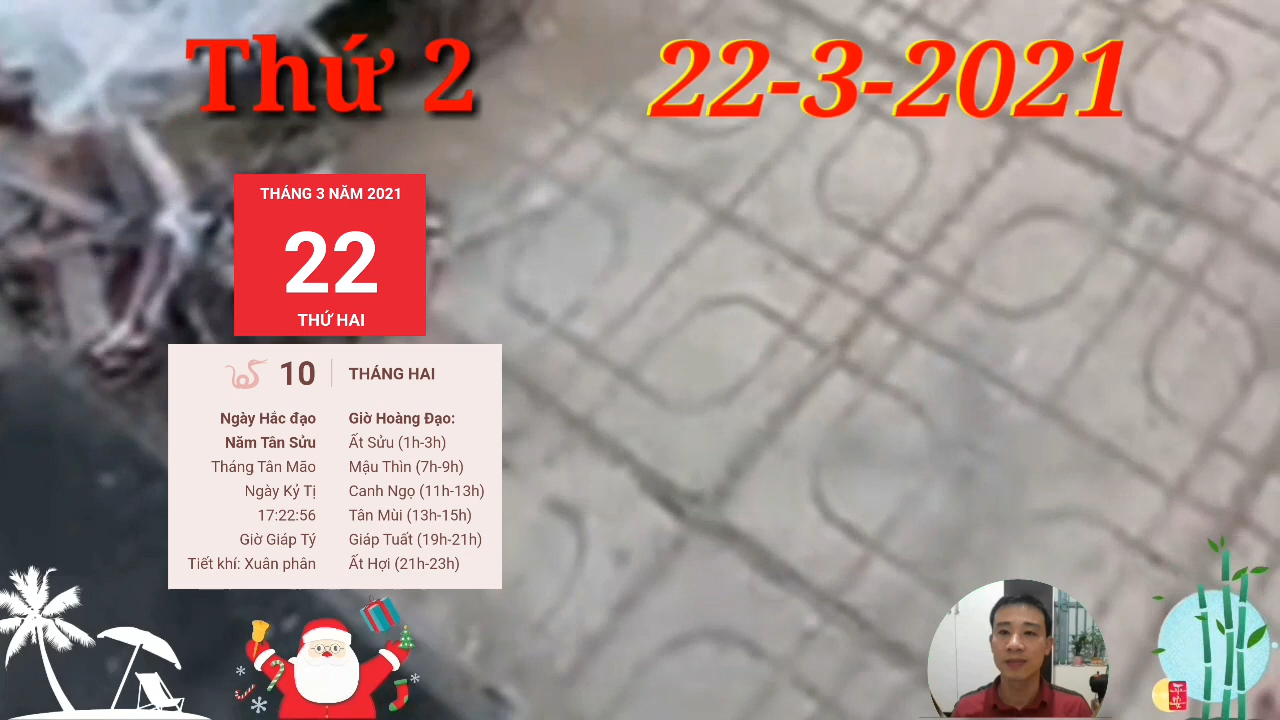 Thứ 2
22-3-2021
THÁNG 3 NĂM 2021
22
THỨ HAI
10
THÁNG HAI
Ngày Hắc đạo
Năm Tân Sửu
Tháng Tân Mão
Ngày Kỷ Tị
17:22:56
Giờ Giáp Tý
Tiết khí: Xuân phân
Giờ Hoàng Đạo:
Ất Sửu (1h-3h)
Mậu Thìn (7h-9h)
Canh Ngọ (11h-13h)
Tân Mùi (13h-15h)
Giáp Tuất (19h-21h)
Ất Hợi (21h-23h)